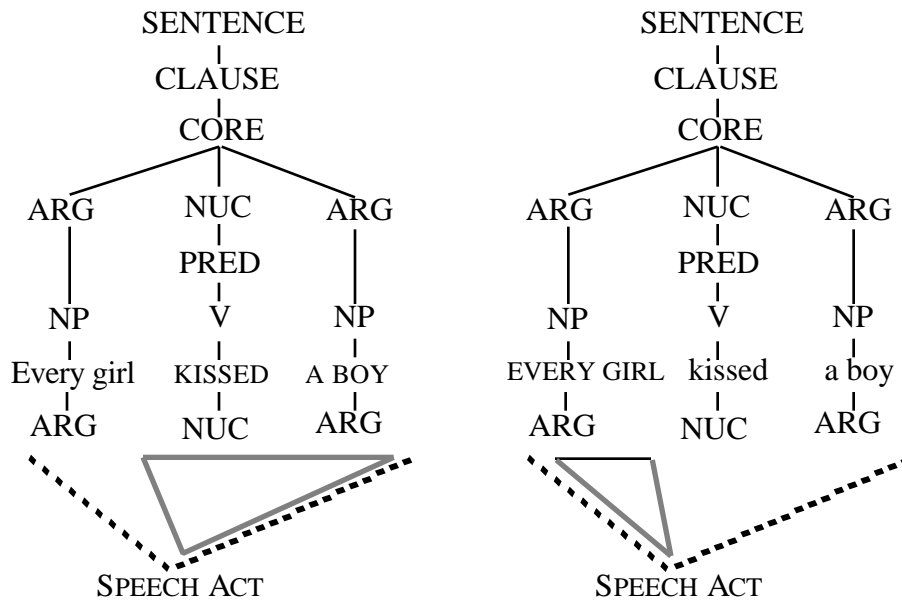 SENTENCE SENTENCE
CLAUSE CLAUSE
CORE CORE
ARG NUC ARG ARG NUC ARG
PRED PRED
NP V NP NP V NP
Every girl KISSED A BOY EVERY GIRL kissed a boy
ARG NUC ARG ARG NUC ARG
SPEECH ACT SPEECH ACT